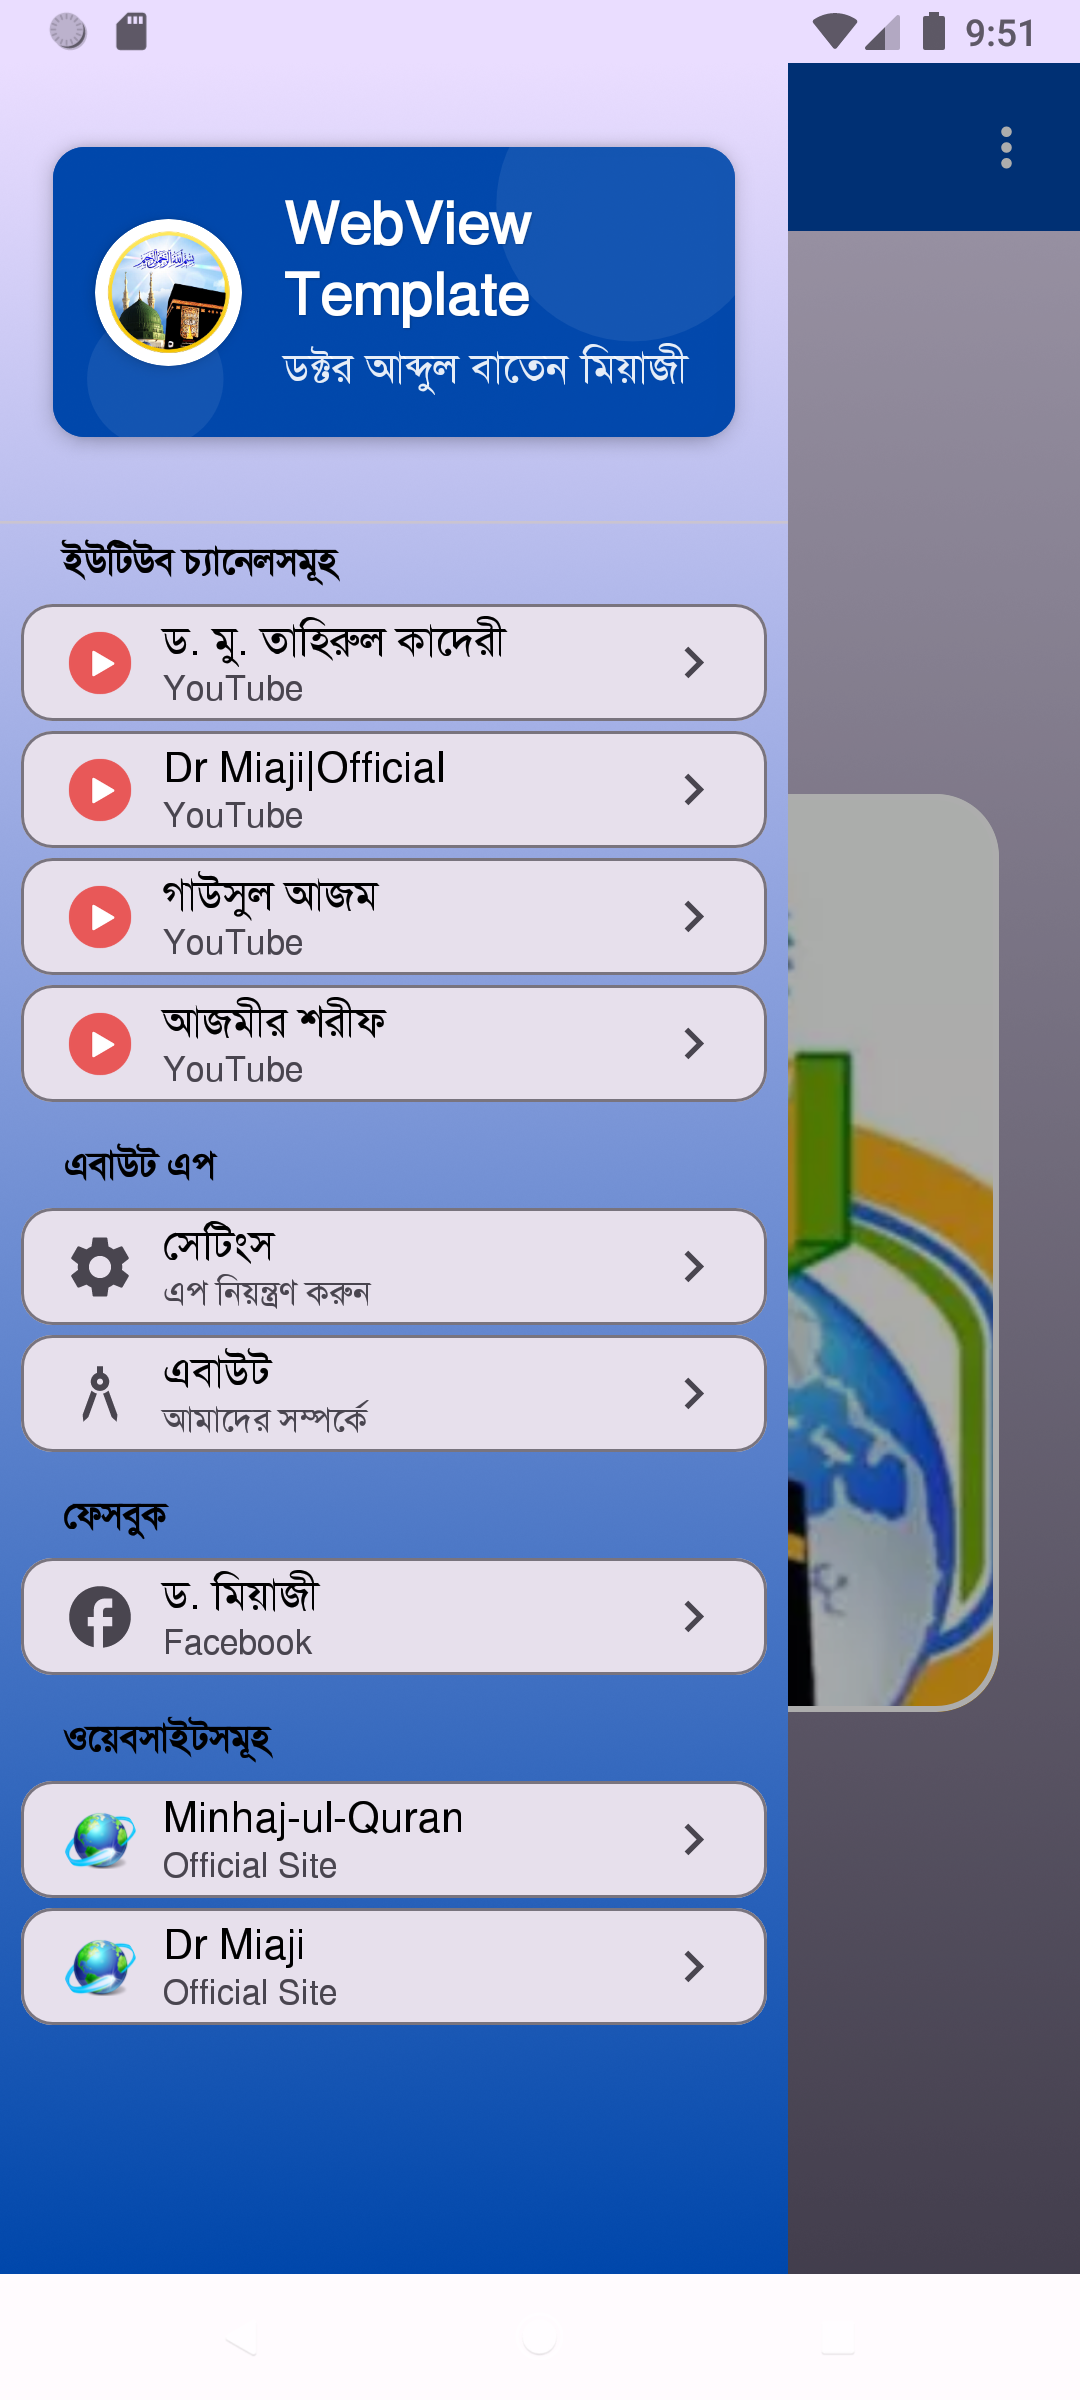 9:51
WebView
Template
ডক্টর আব্দুল বাতেন মিয়াজী
ইউটিউব চ্যানেলসমূহ
ড. মু. তাহিরুল কাদেরী
YouTube
Dr Miaji|Official
YouTube
গাউসুল আজম
YouTube
আজমীর শরীফ
YouTube
এবাউট এপ
সেটিংস
এপ নিয়ন্ত্রণ করুন
এবাউট
আমাদের সম্পর্কে
ফেসবুক
ড. মিয়াজী
Facebook
ওয়েবসাইটসমূহ
Minhaj-ul-Quran
Official Site
Dr Miaji
Official Site